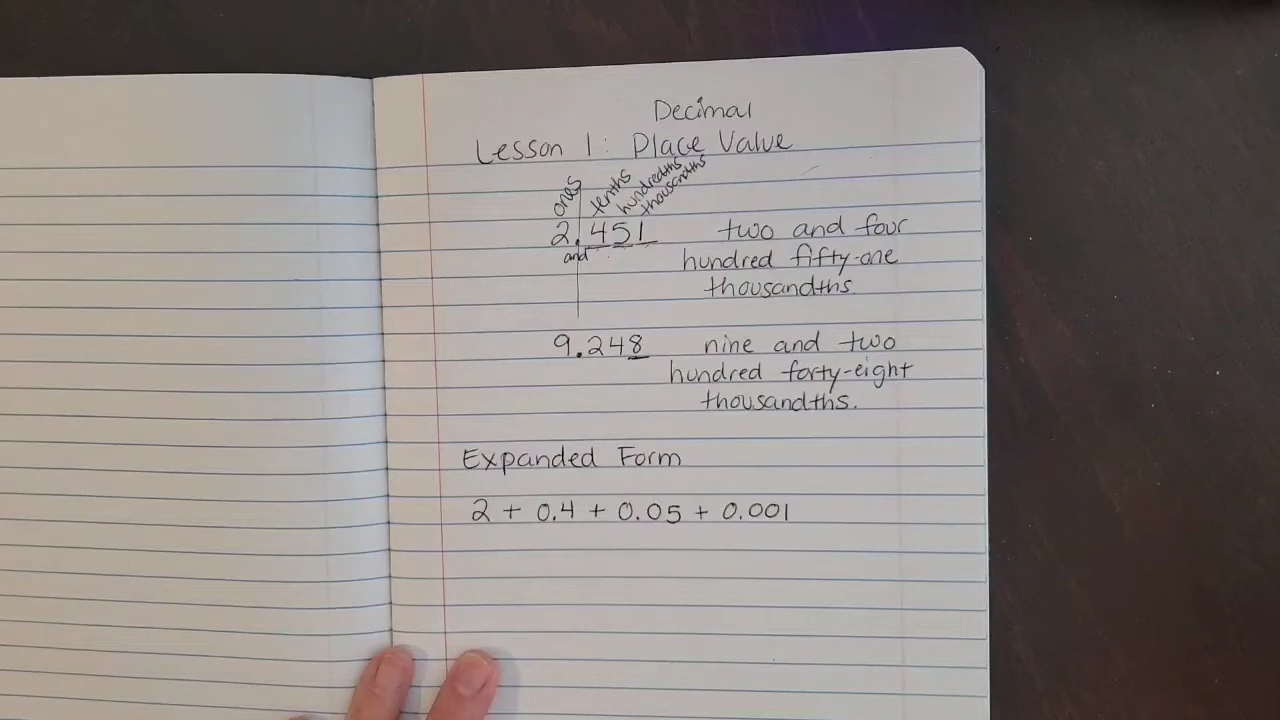 Decimal
Lesson 1: Place Value
ones tenths hundredths thousandths
2.451 two and four
and
hundred fifty-one
thousandths.
9.248 nine and two
hundred forty-eight
thousandths.
Expanded Form
2 + 0.4 + 0.05 + 0.001